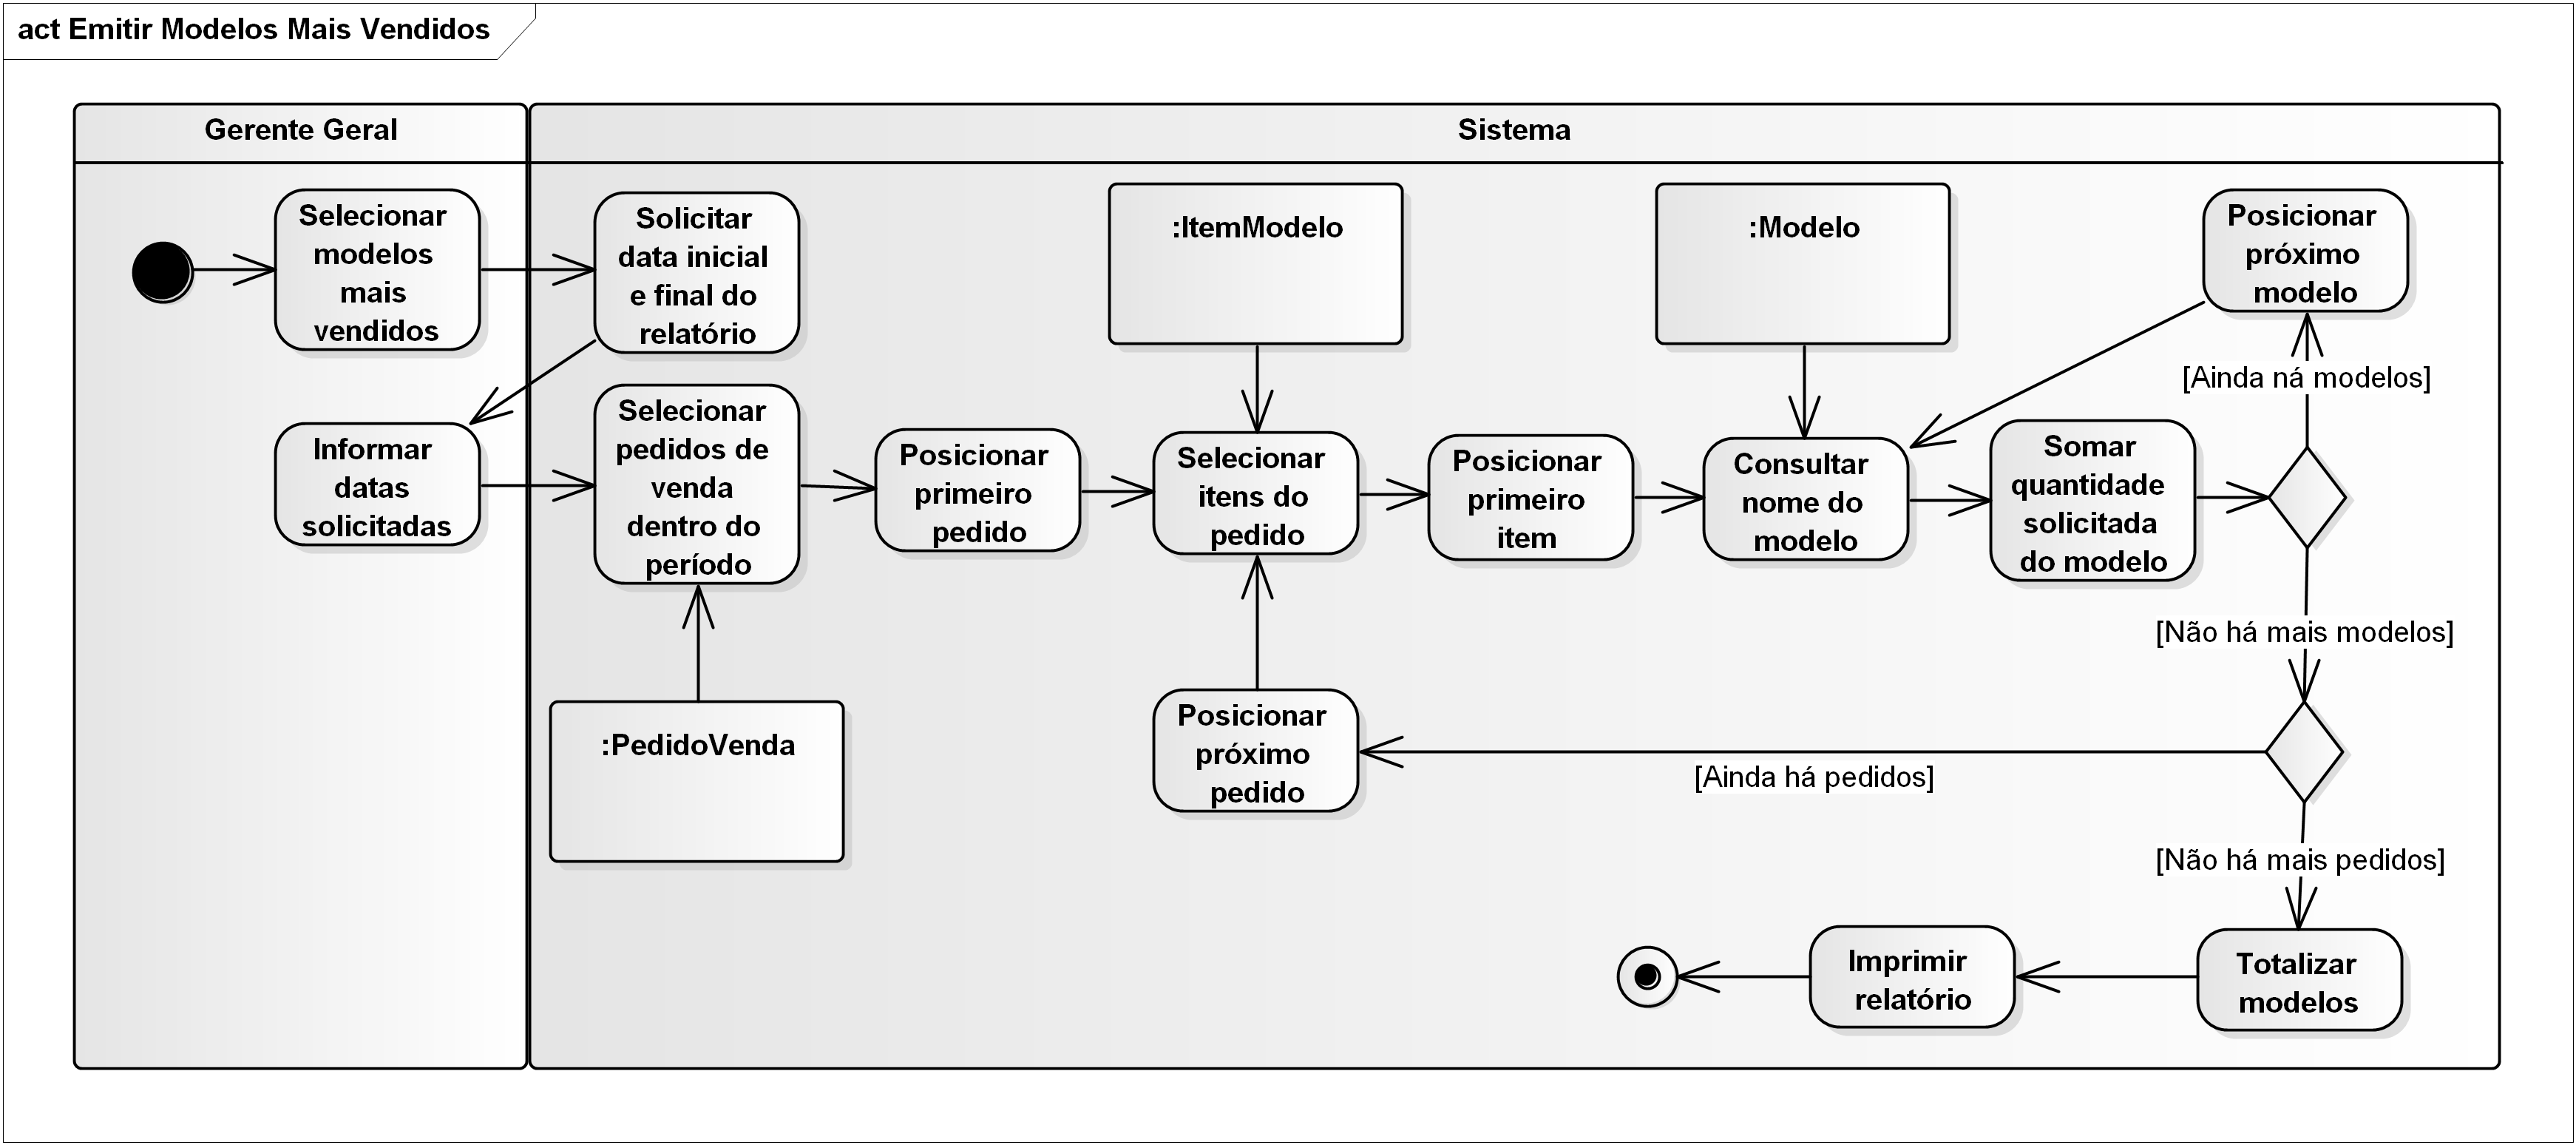 act Emitir Modelos Mais Vendidos
Gerente Geral
Sistema
Selecionar
modelos
mais
vendidos
Solicitar
data inicial
e final do
relatório
:ItemModelo
:Modelo
Posicionar
próximo
modelo
[Ainda ná modelos]
Informar
datas
solicitadas
Selecionar
pedidos de
venda
dentro do
período
Posicionar
primeiro
pedido
Selecionar
itens do
pedido
Posicionar
primeiro
item
Consultar
nome do
modelo
Somar
quantidade
solicitada
do modelo
[Não há mais modelos]
:PedidoVenda
Posicionar
próximo
pedido
[Ainda há pedidos]
[Não há mais pedidos]
Imprimir
relatório
Totalizar
modelos